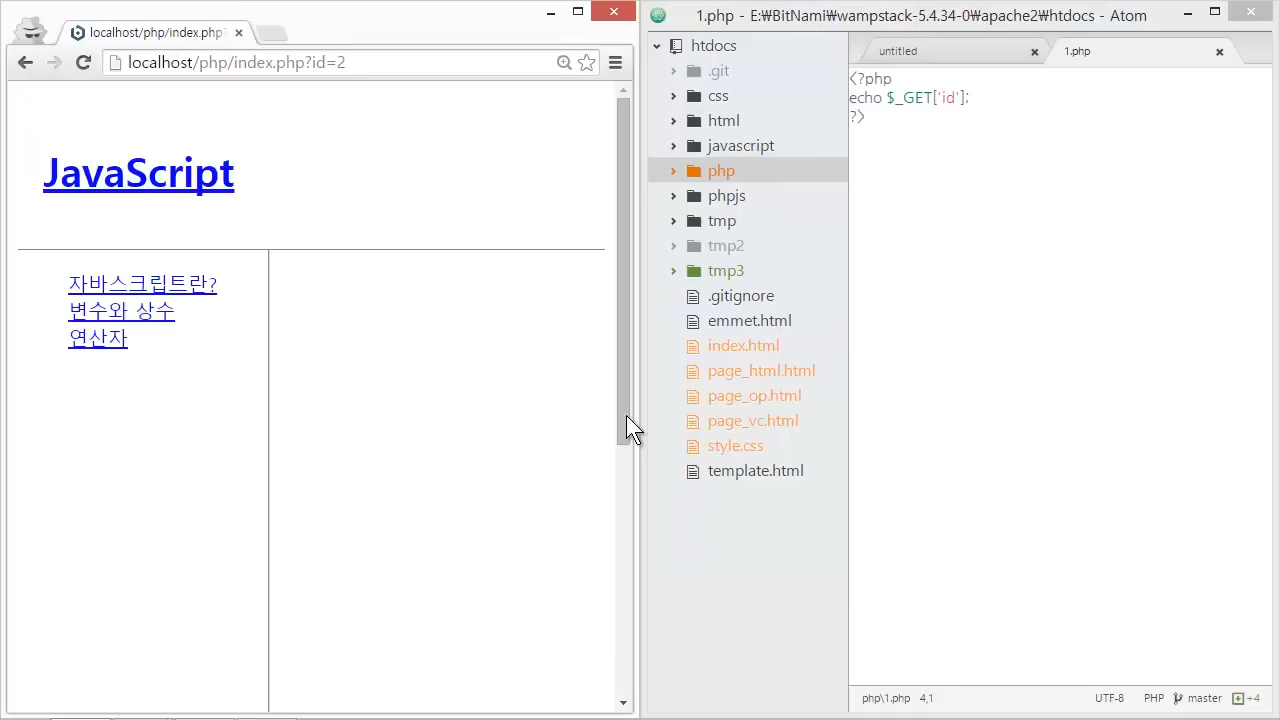 localhost/php/index.php?
localhost/php/index.php?id=2
JavaScript
자바스크립트란?
변수와 상수
연산자
1.php - E:₩BitNami₩wampstack-5.4.34-0₩apache2₩htdocs - Atom
htdocs
.git
css
html
javascript
php
phpjs
tmp
tmp2
tmp3
.gitignore
emmet.html
index.html
page_html.html
page_op.html
page_vc.html
style.css
template.html
untitled
1.php
<?php
echo $_GET['id'];
?>
php\1.php 4,1
UTF-8 PHP master +4